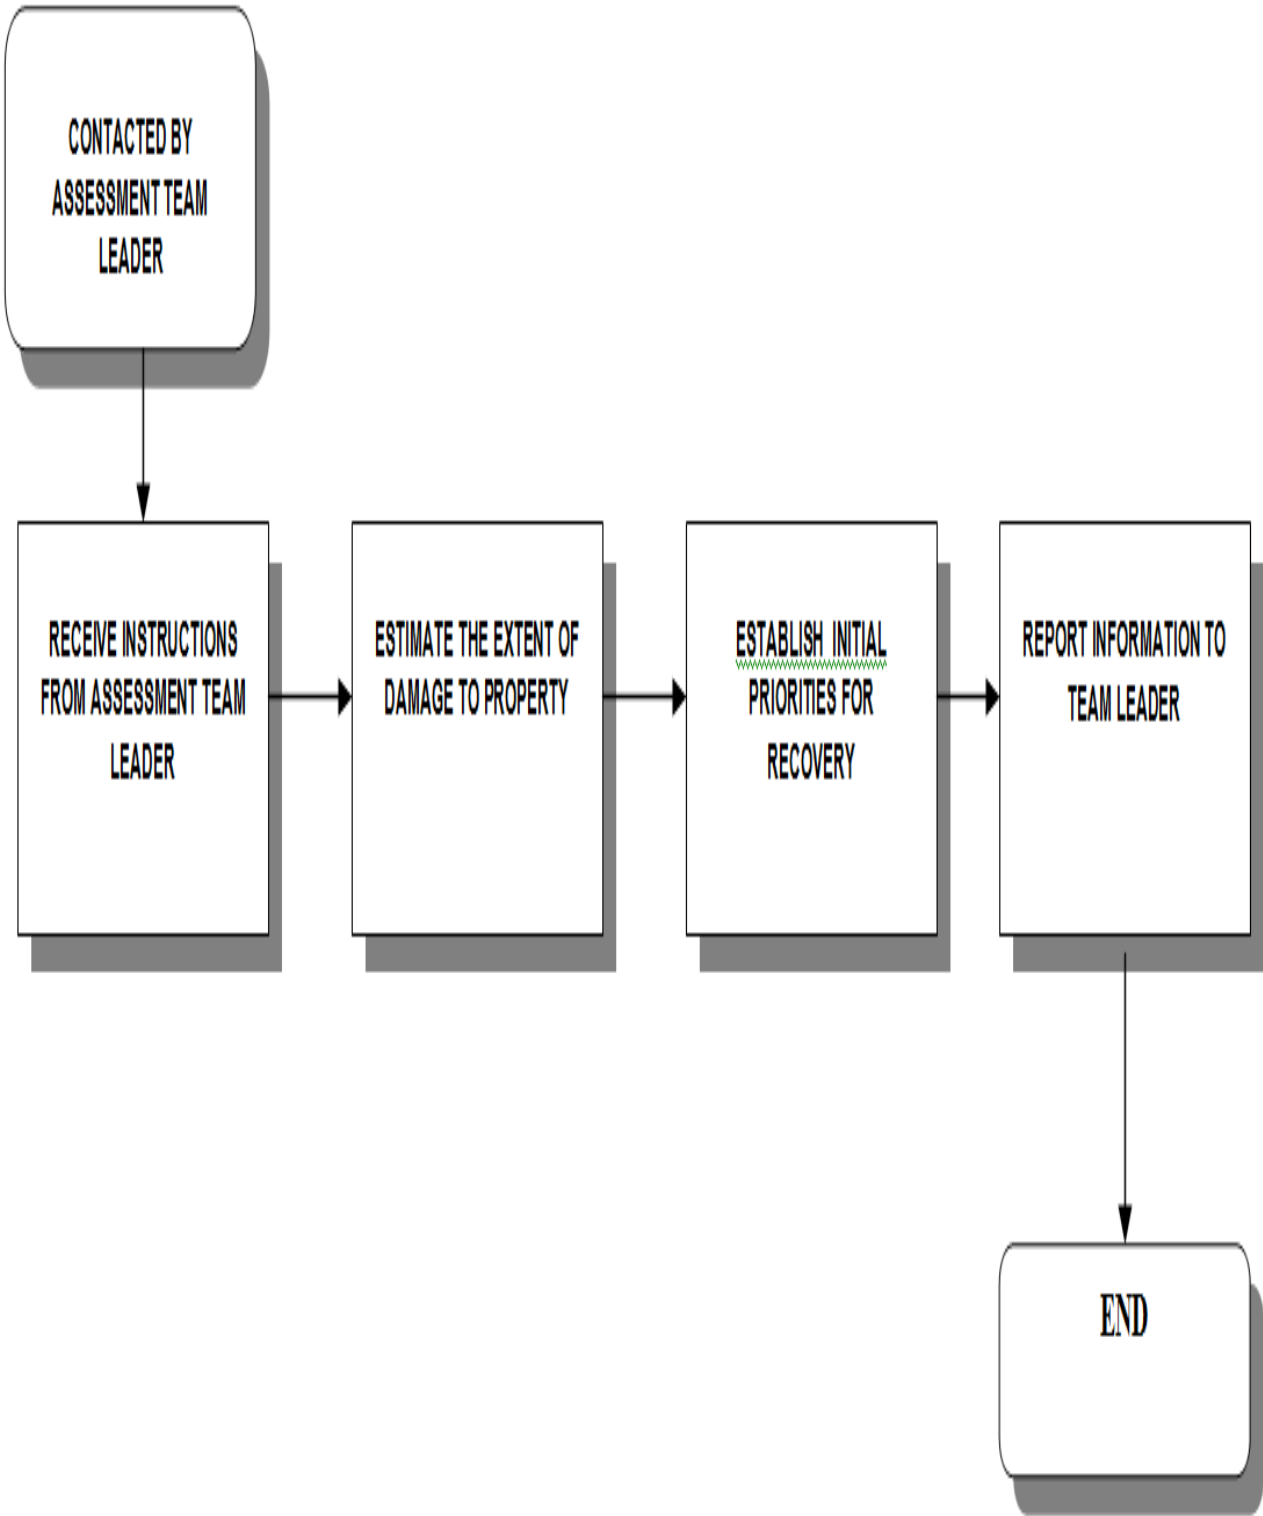 CONTACTED BY
ASSESSMENT TEAM
LEADER
RECEIVE INSTRUCTIONS
FROM ASSESSMENT TEAM
LEADER
ESTIMATE THE EXTENT OF
DAMAGE TO PROPERTY
ESTABLISH INITIAL
PRIORITIES FOR
RECOVERY
REPORT INFORMATION TO
TEAM LEADER
END